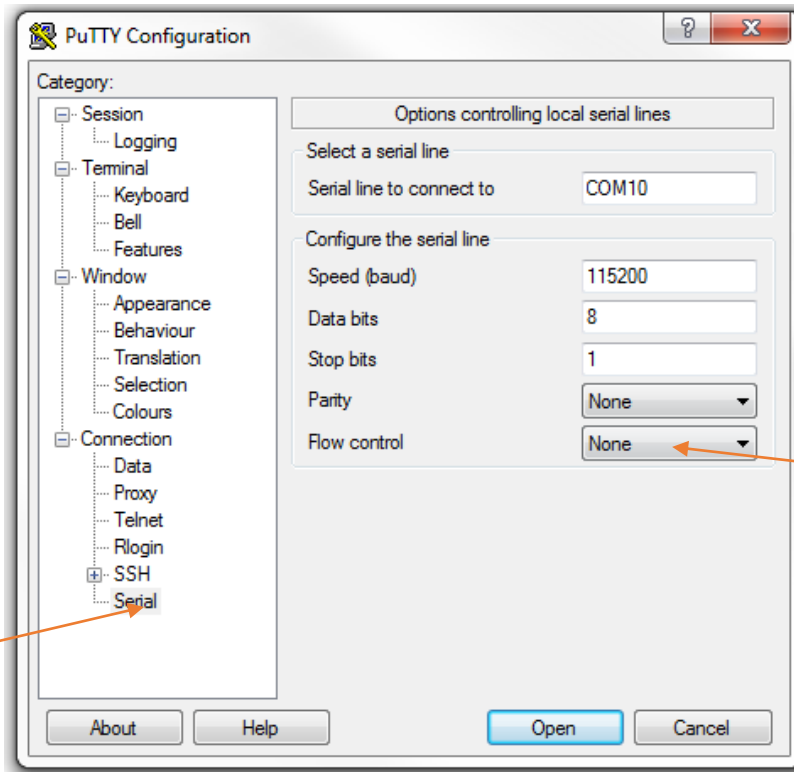 PuTTY Configuration
?
X
Category:
Session
Logging
Terminal
Keyboard
Bell
Features
Window
Appearance
Behaviour
Translation
Selection
Colours
Connection
Data
Proxy
Telnet
Rlogin
SSH
Serial
Options controlling local serial lines
Select a serial line
Serial line to connect to COM10
Configure the serial line
Speed (baud) 115200
Data bits 8
Stop bits 1
Parity None
Flow control None
About Help Open Cancel